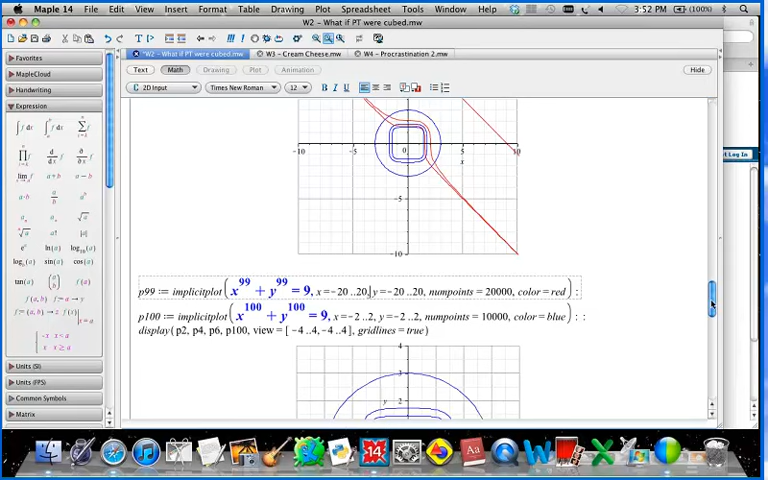 Maple 14 File Edit View Insert Format Table Drawing Plot Spreadsheet Tools Window Help (100%) 3:52 PM
W2 – What if PT were cubed.mw
*W2 – What if PT were cubed.mw W3 – Cream Cheese.mw W4 – Procrastination 2.mw
Text Math Drawing Plot Animation Hide
2D Input Times New Roman 12 B I U
Favorites
MapleCloud
Handwriting
Expression
Units (SI)
Units (FPS)
Common Symbols
Matrix
-10 -5 0 5 10
x
-5
-10
p99 := implicitplot(x^99 + y^99 = 9, x=-20 ..20, y=-20 ..20, numpoints = 20000, color=red) :
p100 := implicitplot(x^100 + y^100 = 9, x=-2 ..2, y=-2 ..2, numpoints = 10000, color=blue) : :
display(p2, p4, p6, p100, view = [ -4 ..4, -4 ..4], gridlines=true)
4
3
y 2